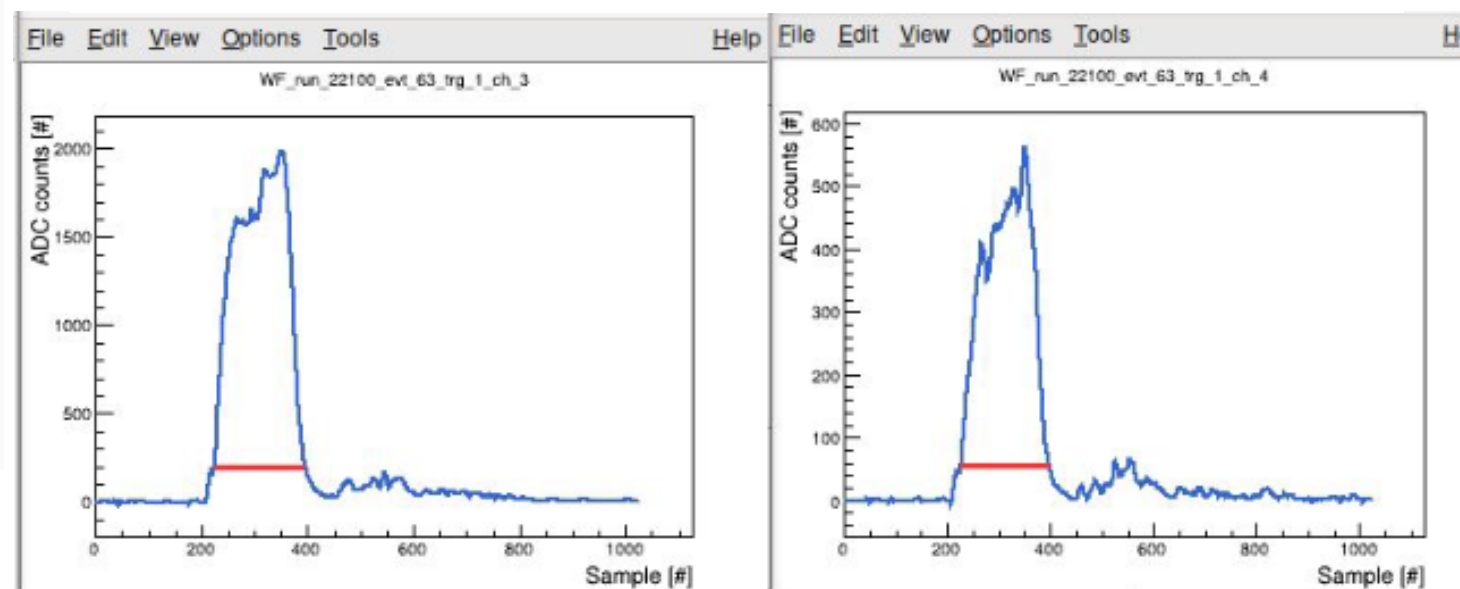 File Edit View Options Tools Help
WF_run_22100_evt_63_trg_1_ch_3
ADC counts [#]
2000
1500
1000
500
0
0 200 400 600 800 1000
Sample [#]
File Edit View Options Tools H
WF_run_22100_evt_63_trg_1_ch_4
ADC counts [#]
600
500
400
300
200
100
0
0 200 400 600 800 1000
Sample [#]